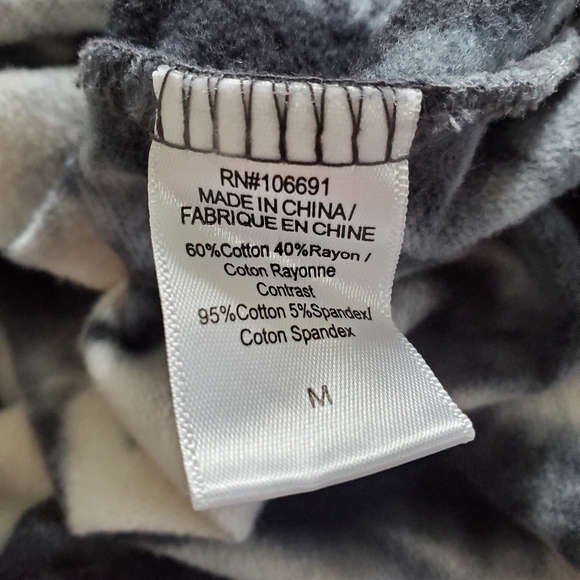 RN#106691
MADE IN CHINA/
FABRIQUE EN CHINE
60%Cotton 40%Rayon /
Coton Rayonne
Contrast
95%Cotton 5%Spandex/
Coton Spandex
M